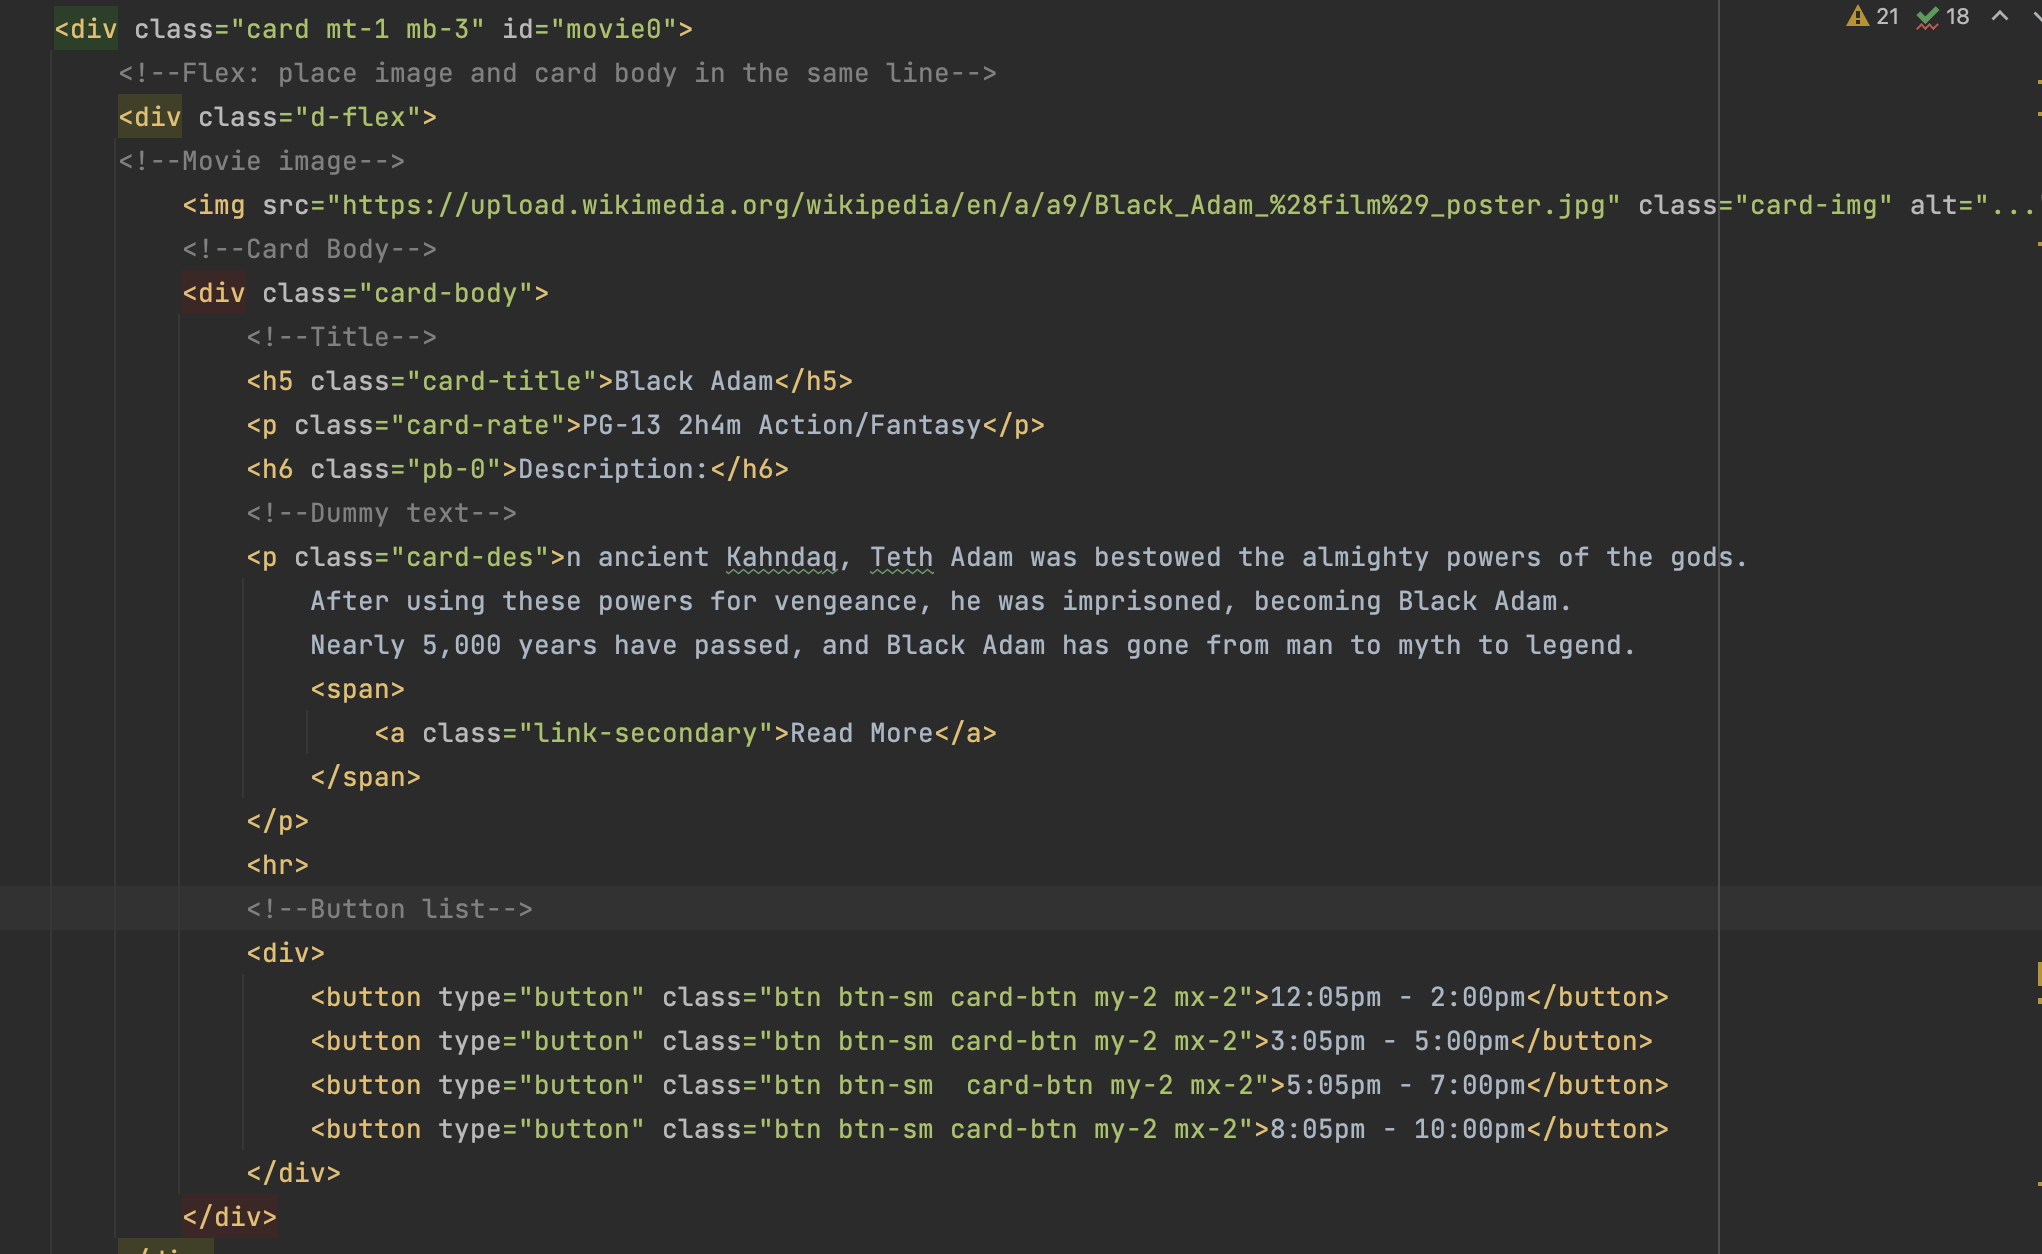 <div class="card mt-1 mb-3" id="movie0">
21 18
<!--Flex: place image and card body in the same line-->
<div class="d-flex">
<!--Movie image-->
<img src="https://upload.wikimedia.org/wikipedia/en/a/a9/Black_Adam_%28film%29_poster.jpg" class="card-img" alt="...
<!--Card Body-->
<div class="card-body">
<!--Title-->
<h5 class="card-title">Black Adam</h5>
<p class="card-rate">PG-13 2h4m Action/Fantasy</p>
<h6 class="pb-0">Description:</h6>
<!--Dummy text-->
<p class="card-des">n ancient Kahndaq, Teth Adam was bestowed the almighty powers of the gods.
After using these powers for vengeance, he was imprisoned, becoming Black Adam.
Nearly 5,000 years have passed, and Black Adam has gone from man to myth to legend.
<span>
<a class="link-secondary">Read More</a>
</span>
</p>
<hr>
<!--Button list-->
<div>
<button type="button" class="btn btn-sm card-btn my-2 mx-2">12:05pm - 2:00pm</button>
<button type="button" class="btn btn-sm card-btn my-2 mx-2">3:05pm - 5:00pm</button>
<button type="button" class="btn btn-sm  card-btn my-2 mx-2">5:05pm - 7:00pm</button>
<button type="button" class="btn btn-sm card-btn my-2 mx-2">8:05pm - 10:00pm</button>
</div>
</div>